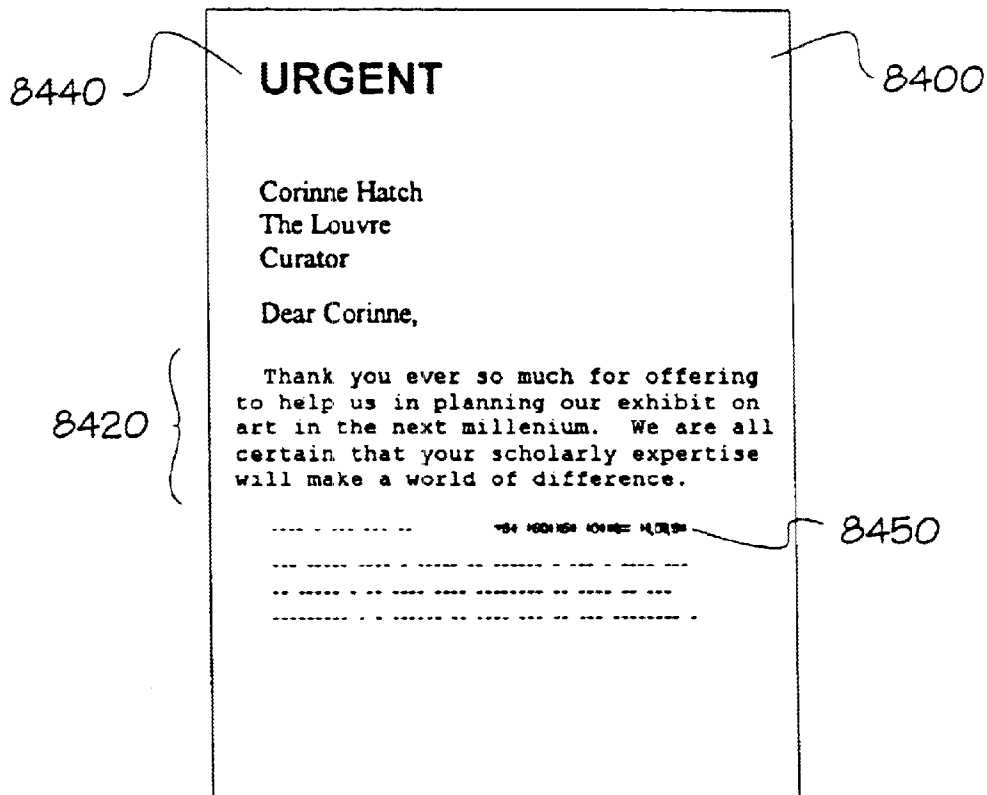 URGENT
8440
8400
Corinne Hatch
The Louvre
Curator
Dear Corinne,
Thank you ever so much for offering
to help us in planning our exhibit on
art in the next millenium. We are all
certain that your scholarly expertise
will make a world of difference.
8420
8450